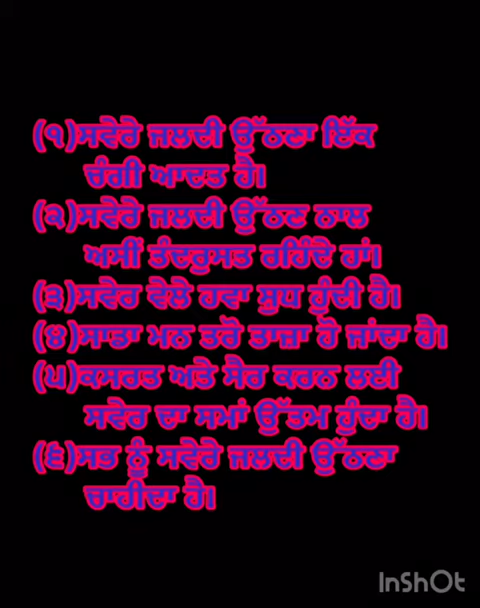 (੧)ਸਵੇਰੇ ਜਲਦੀ ਉੱਠਣਾ ਇੱਕ
ਚੰਗੀ ਆਦਤ ਹੈ।
(੨)ਸਵੇਰੇ ਜਲਦੀ ਉੱਠਣ ਨਾਲ
ਅਸੀਂ ਤੰਦਰੁਸਤ ਰਹਿੰਦੇ ਹਾਂ।
(੩)ਸਵੇਰ ਵੇਲੇ ਹਵਾ ਸ਼ੁਧ ਹੁੰਦੀ ਹੈ।
(੪)ਸਾਡਾ ਮਨ ਤਰੋ ਤਾਜ਼ਾ ਹੋ ਜਾਂਦਾ ਹੈ।
(੫)ਕਸਰਤ ਅਤੇ ਸੈਰ ਕਰਨ ਲਈ
ਸਵੇਰ ਦਾ ਸਮਾਂ ਉੱਤਮ ਹੁੰਦਾ ਹੈ।
(੬)ਸਭ ਨੂੰ ਸਵੇਰੇ ਜਲਦੀ ਉੱਠਣਾ
ਚਾਹੀਦਾ ਹੈ।
InShOt